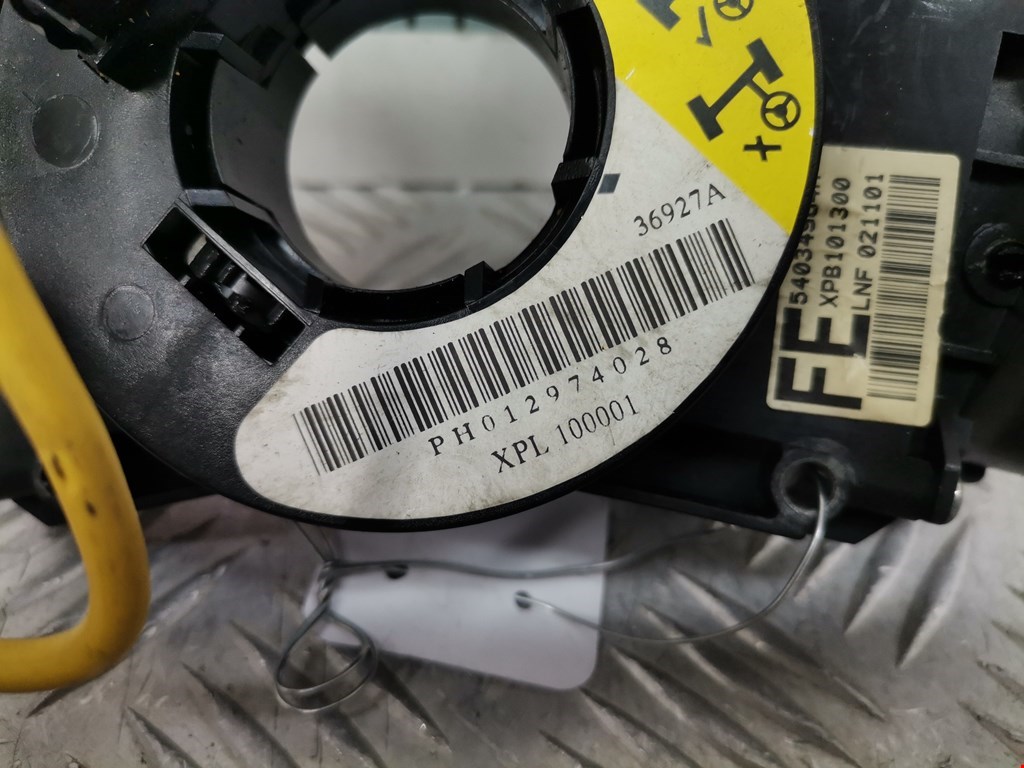 36927A
PH012974028
XPL 100001
XPB101300
LNF 021101
FE